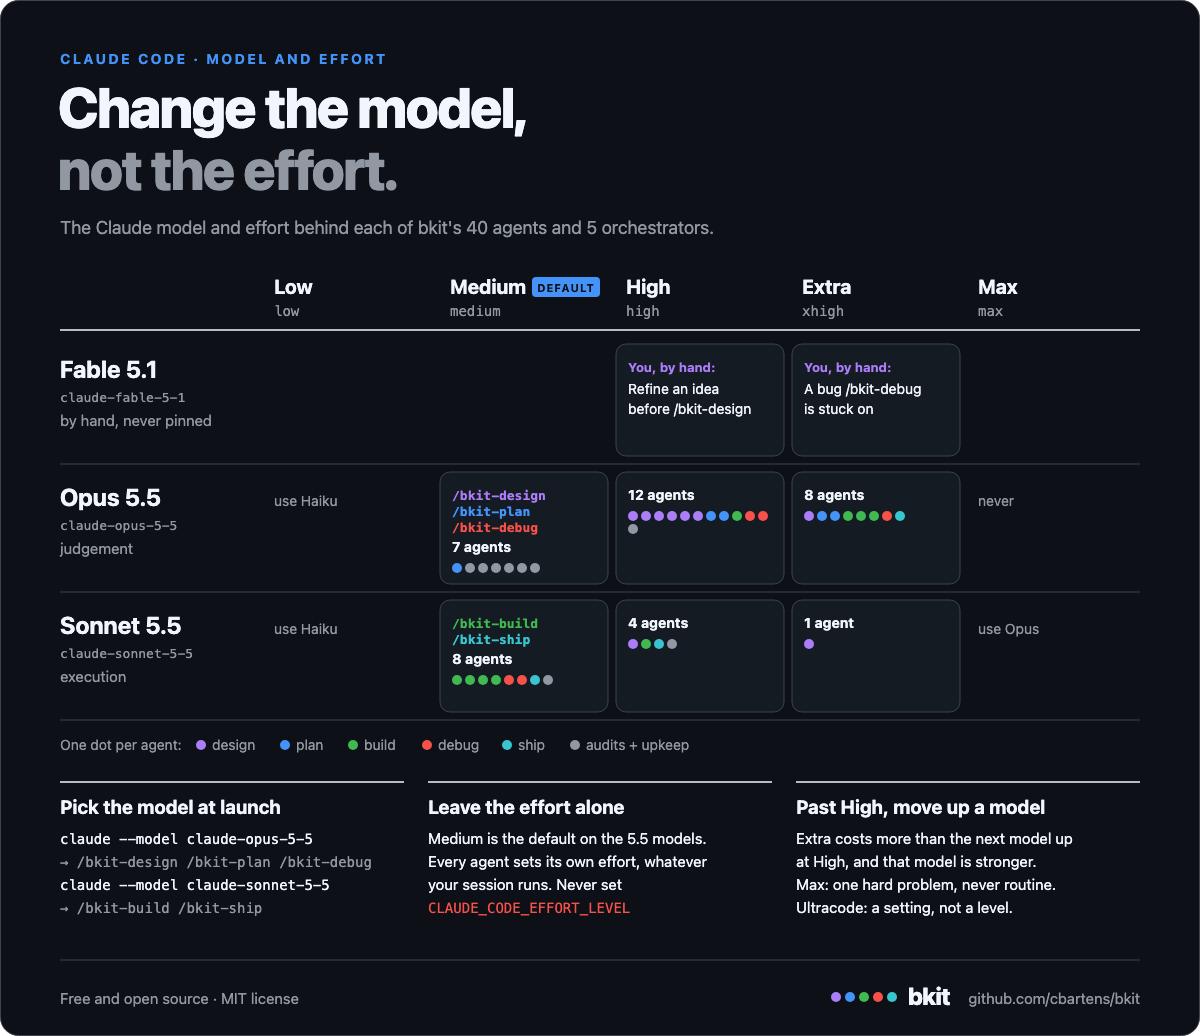 CLAUDE CODE · MODEL AND EFFORT
Change the model,
not the effort.
The Claude model and effort behind each of bkit's 40 agents and 5 orchestrators.
Low
low
Medium DEFAULT
medium
High
high
Extra
xhigh
Max
max
Fable 5.1
claude-fable-5-1
by hand, never pinned
You, by hand:
Refine an idea
before /bkit-design
You, by hand:
A bug /bkit-debug
is stuck on
Opus 5.5
claude-opus-5-5
judgement
use Haiku
/bkit-design
/bkit-plan
/bkit-debug
7 agents
12 agents
8 agents
never
Sonnet 5.5
claude-sonnet-5-5
execution
use Haiku
/bkit-build
/bkit-ship
8 agents
4 agents
1 agent
use Opus
One dot per agent: design plan build debug ship audits + upkeep
Pick the model at launch
claude --model claude-opus-5-5
→ /bkit-design /bkit-plan /bkit-debug
claude --model claude-sonnet-5-5
→ /bkit-build /bkit-ship
Leave the effort alone
Medium is the default on the 5.5 models.
Every agent sets its own effort, whatever
your session runs. Never set
CLAUDE_CODE_EFFORT_LEVEL
Past High, move up a model
Extra costs more than the next model up
at High, and that model is stronger.
Max: one hard problem, never routine.
Ultracode: a setting, not a level.
Free and open source · MIT license
bkit github.com/cbartens/bkit